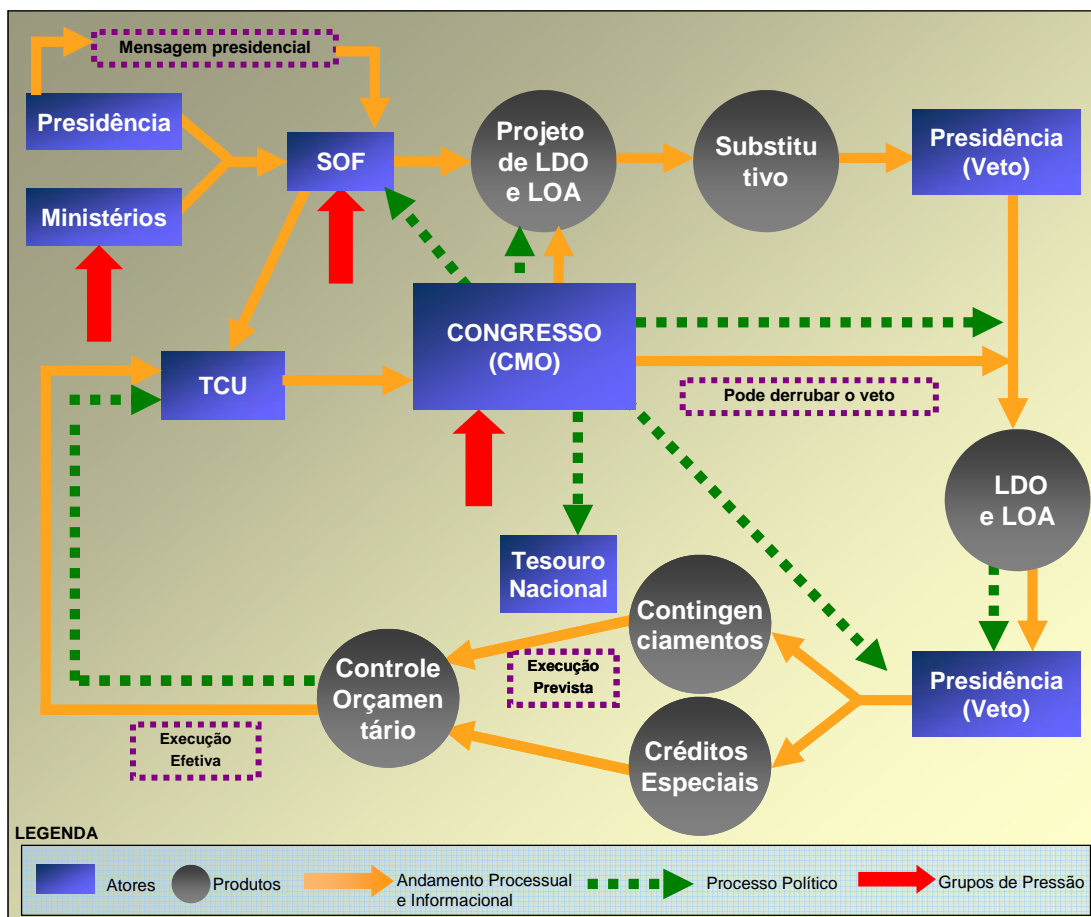 Mensagem presidencial
Presidência
SOF
Projeto
de LDO
e LOA
Substitu
tivo
Presidência
(Veto)
Ministérios
CONGRESSO
(CMO)
TCU
Pode derrubar o veto
LDO
e LOA
Tesouro
Nacional
Contingen
ciamentos
Controle
Orçamen
tário
Execução
Prevista
Presidência
(Veto)
Execução
Efetiva
Créditos
Especiais
LEGENDA
Atores
Produtos
Andamento Processual
e Informacional
Processo Político
Grupos de Pressão